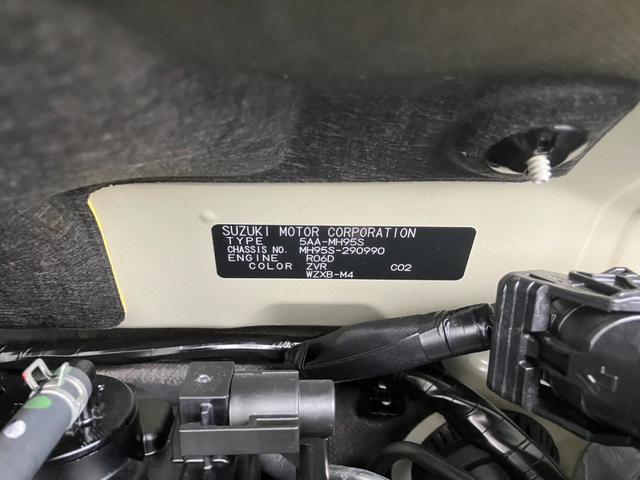 SUZUKI MOTOR CORPORATION
TYPE 5AA-MH95S
CHASSIS NO. MH95S-290990
ENGINE R06D
COLOR ZVR C02
WZXB-M4